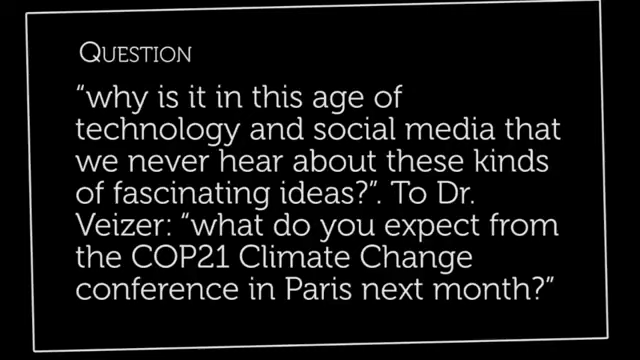 QUESTION
“why is it in this age of
technology and social media that
we never hear about these kinds
of fascinating ideas?”. To Dr.
Veizer: “what do you expect from
the COP21 Climate Change
conference in Paris next month?”